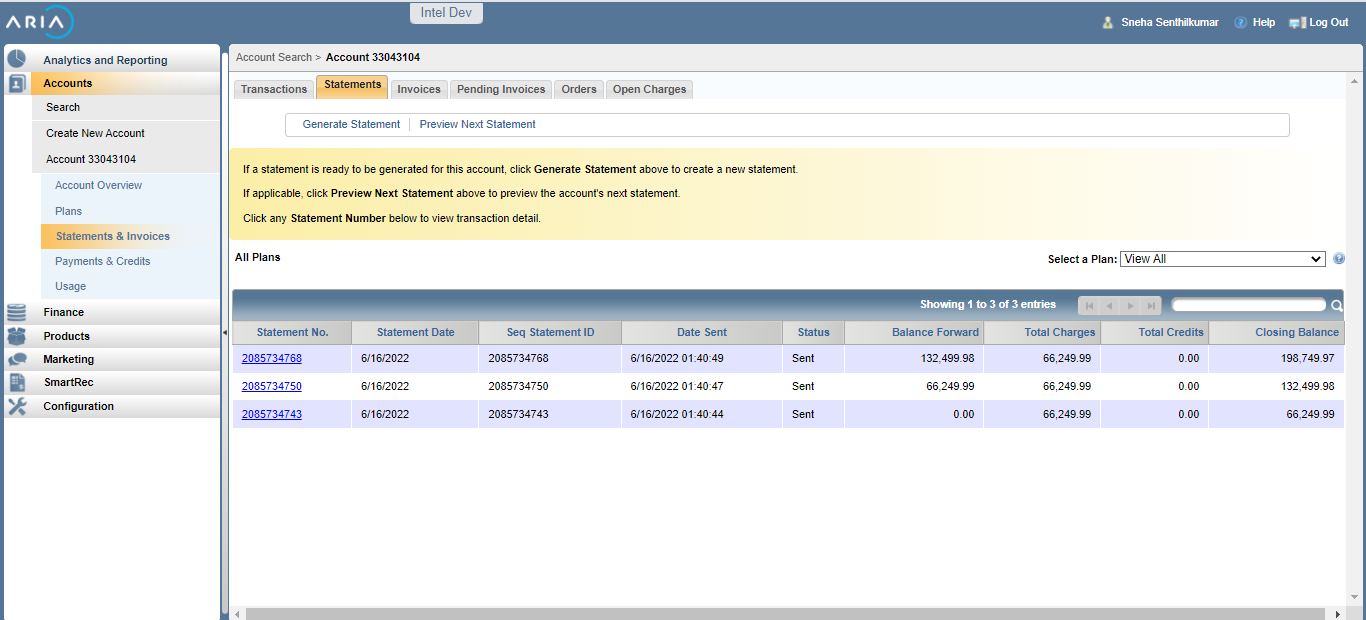 Intel Dev
ARIA
Sneha Senthilkumar Help Log Out
Analytics and Reporting
Accounts
Search
Create New Account
Account 33043104
Account Overview
Plans
Statements & Invoices
Payments & Credits
Usage
Finance
Products
Marketing
SmartRec
Configuration
Account Search > Account 33043104
Transactions Statements Invoices Pending Invoices Orders Open Charges
Generate Statement Preview Next Statement
If a statement is ready to be generated for this account, click Generate Statement above to create a new statement.
If applicable, click Preview Next Statement above to preview the account's next statement.
Click any Statement Number below to view transaction detail.
All Plans Select a Plan: View All
Showing 1 to 3 of 3 entries
Statement No. Statement Date Seq Statement ID Date Sent Status Balance Forward Total Charges Total Credits Closing Balance
2085734768 6/16/2022 2085734768 6/16/2022 01:40:49 Sent 132,499.98 66,249.99 0.00 198,749.97
2085734750 6/16/2022 2085734750 6/16/2022 01:40:47 Sent 66,249.99 66,249.99 0.00 132,499.98
2085734743 6/16/2022 2085734743 6/16/2022 01:40:44 Sent 0.00 66,249.99 0.00 66,249.99